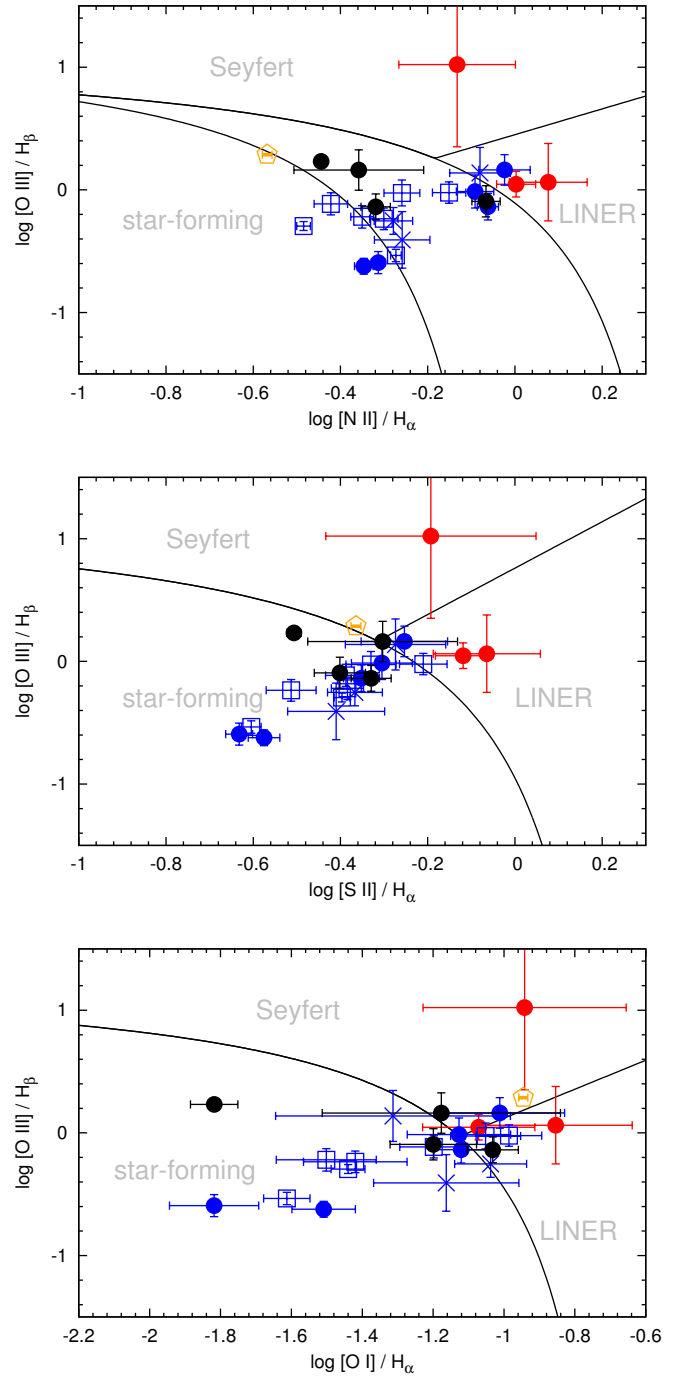 1
0
-1
log [O III] / Hβ
Seyfert
star-forming
LINER
-1 -0.8 -0.6 -0.4 -0.2 0 0.2
log [N II] / Hα
1
0
-1
log [O III] / Hβ
Seyfert
star-forming
LINER
-1 -0.8 -0.6 -0.4 -0.2 0 0.2
log [S II] / Hα
1
0
-1
log [O III] / Hβ
Seyfert
star-forming
LINER
-2.2 -2 -1.8 -1.6 -1.4 -1.2 -1 -0.8 -0.6
log [O I] / Hα